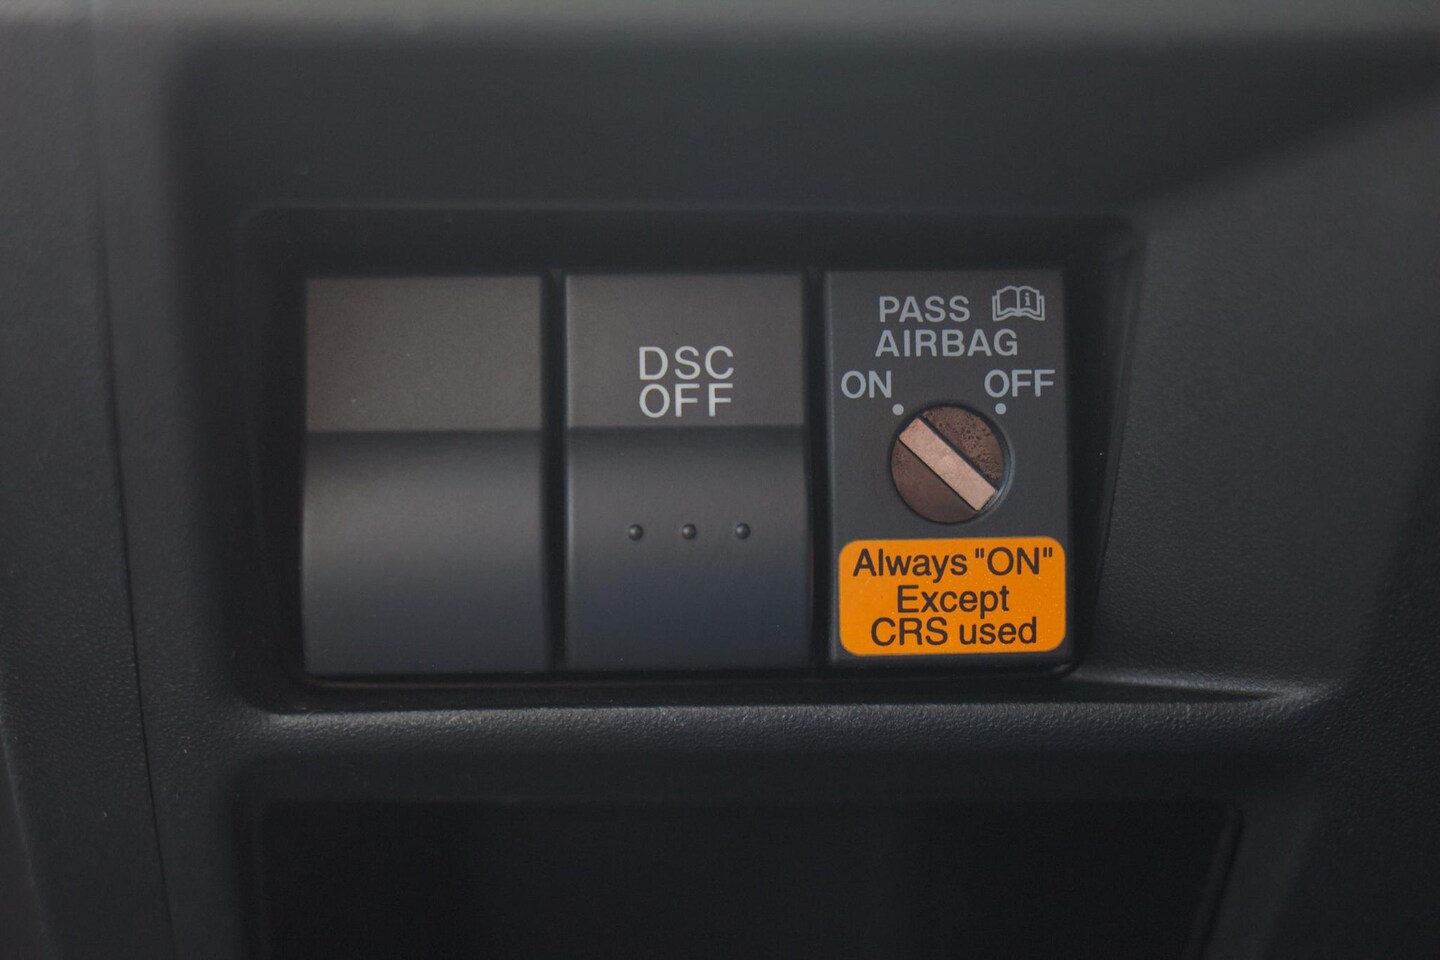 DSC
OFF
PASS
AIRBAG
ON OFF
Always "ON"
Except
CRS used